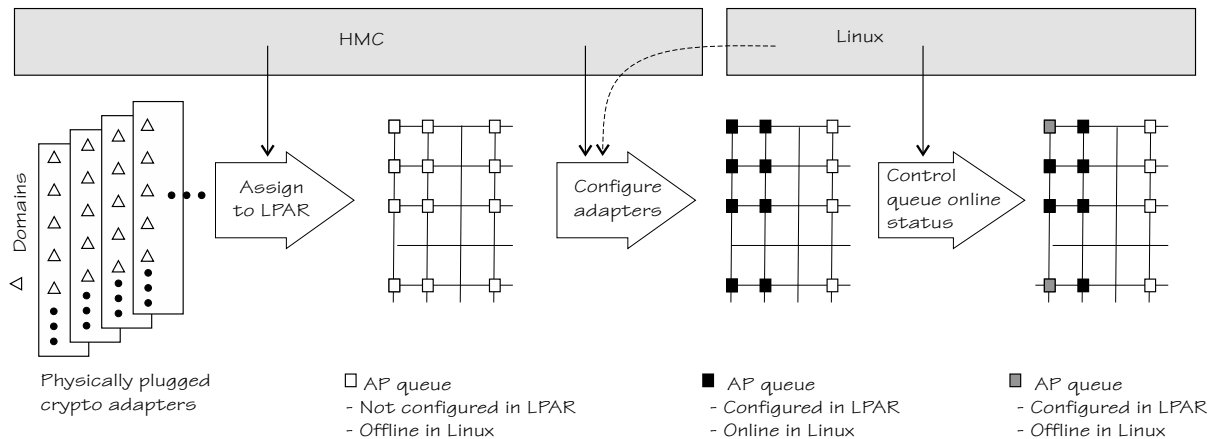 HMC
Linux
Domains
Assign
to LPAR
Configure
adapters
Control
queue online
status
Physically plugged
crypto adapters
AP queue
- Not configured in LPAR
- Offline in Linux
AP queue
- Configured in LPAR
- Online in Linux
AP queue
- Configured in LPAR
- Offline in Linux